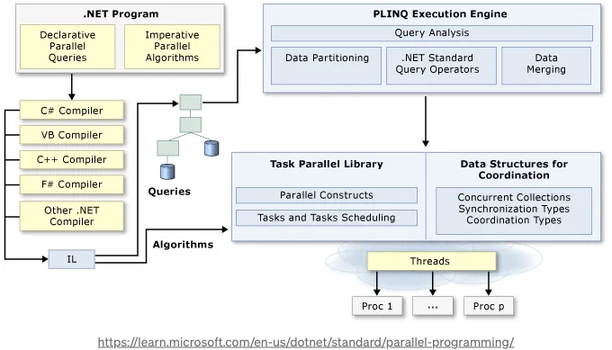 .NET Program
Declarative
Parallel
Queries
Imperative
Parallel
Algorithms
C# Compiler
VB Compiler
C++ Compiler
F# Compiler
Other .NET
Compiler
IL
Queries
Algorithms
PLINQ Execution Engine
Query Analysis
Data Partitioning
.NET Standard
Query Operators
Data
Merging
Task Parallel Library
Parallel Constructs
Tasks and Tasks Scheduling
Data Structures for
Coordination
Concurrent Collections
Synchronization Types
Coordination Types
Threads
Proc 1
...
Proc p
https://learn.microsoft.com/en-us/dotnet/standard/parallel-programming/